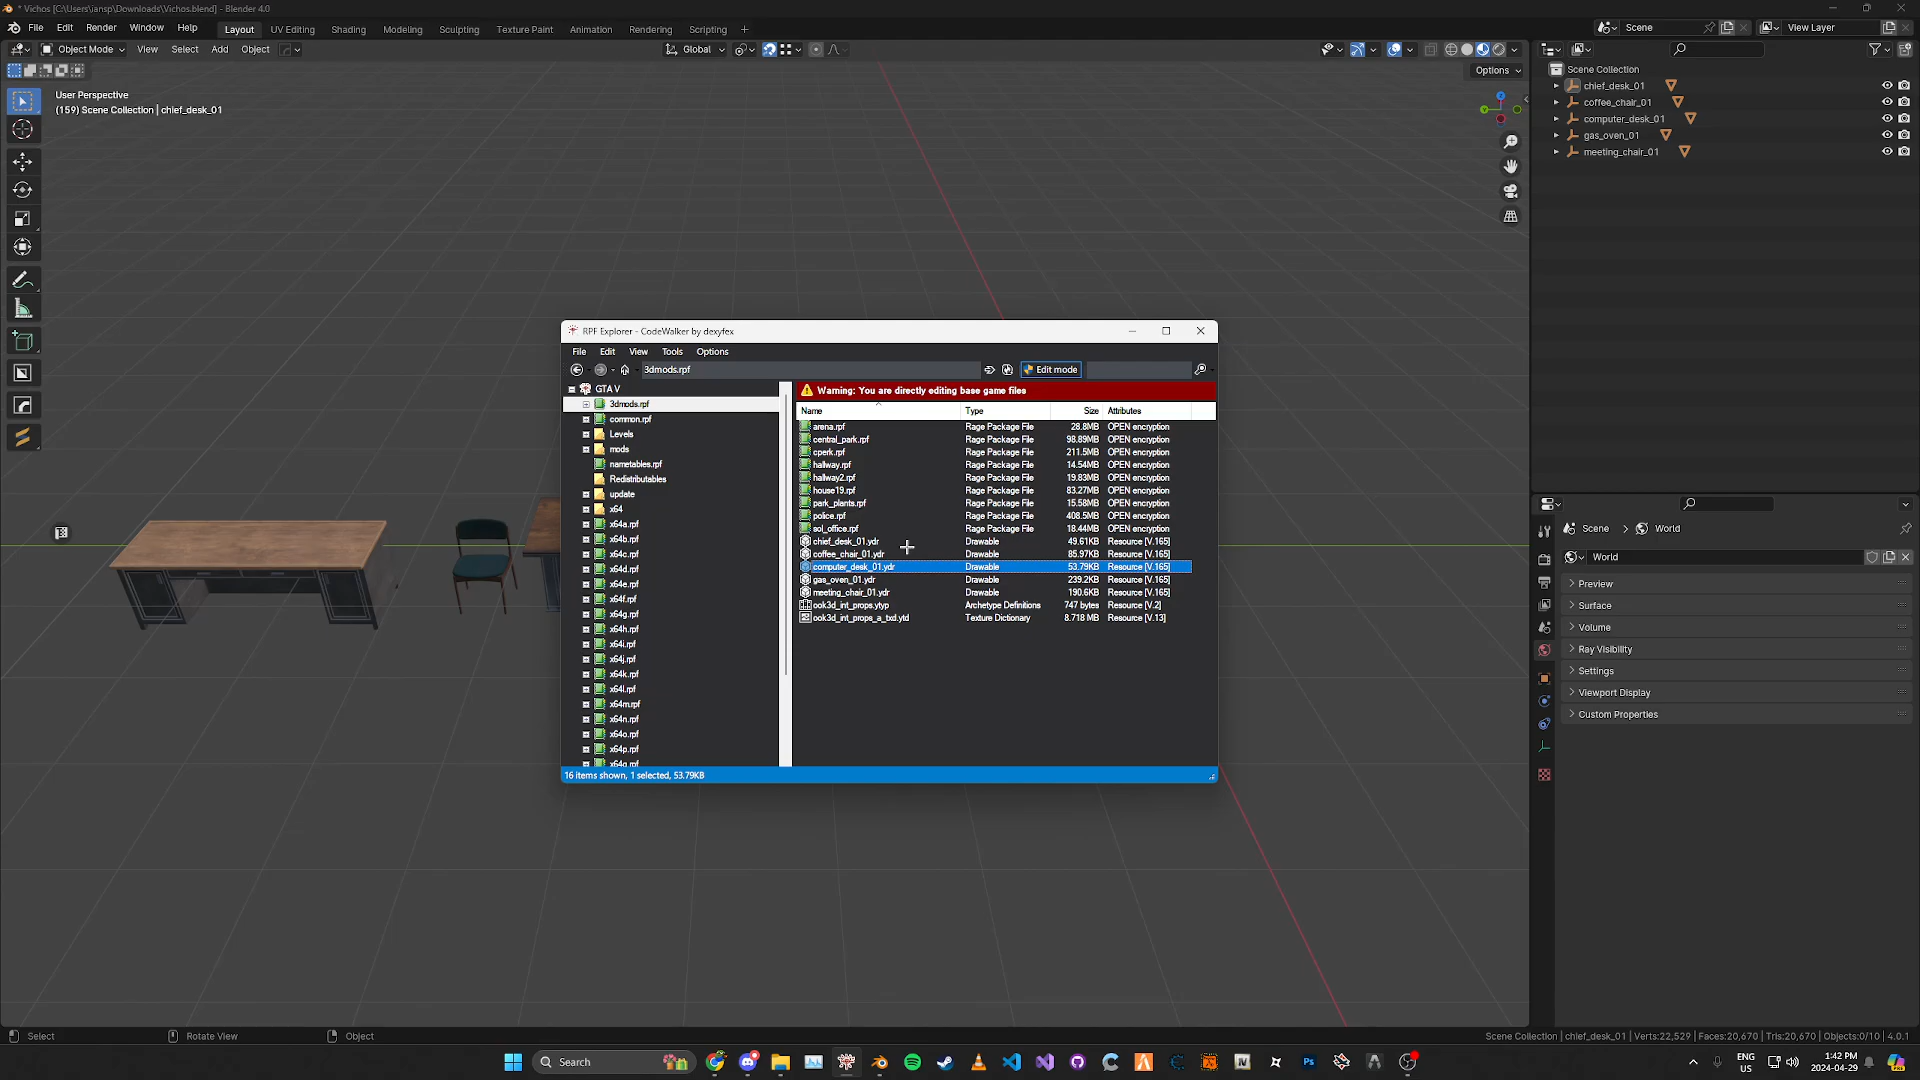 * Vichos [C:\Users\iansp\Downloads\Vichos.blend] - Blender 4.0
File Edit Render Window Help Layout UV Editing Shading Modeling Sculpting Texture Paint Animation Rendering Scripting + Scene View Layer
Object Mode View Select Add Object Global
Options
User Perspective
(159) Scene Collection | chief_desk_01
Scene Collection
chief_desk_01
coffee_chair_01
computer_desk_01
gas_oven_01
meeting_chair_01
RPF Explorer - CodeWalker by dexyfex
File Edit View Tools Options
3dmods.rpf Edit mode
GTA V
3dmods.rpf
common.rpf
Levels
mods
nametables.rpf
Redistributables
update
x64
x64a.rpf
x64b.rpf
x64c.rpf
x64d.rpf
x64e.rpf
x64f.rpf
x64g.rpf
x64h.rpf
x64i.rpf
x64j.rpf
x64k.rpf
x64l.rpf
x64m.rpf
x64n.rpf
x64o.rpf
x64p.rpf
x64q.rpf
Warning: You are directly editing base game files
Name Type Size Attributes
arena.rpf Rage Package File 28.8MB OPEN encryption
central_park.rpf Rage Package File 98.89MB OPEN encryption
cperk.rpf Rage Package File 211.5MB OPEN encryption
hallway.rpf Rage Package File 14.54MB OPEN encryption
hallway2.rpf Rage Package File 19.83MB OPEN encryption
house19.rpf Rage Package File 83.27MB OPEN encryption
park_plants.rpf Rage Package File 15.58MB OPEN encryption
police.rpf Rage Package File 408.5MB OPEN encryption
sol_office.rpf Rage Package File 18.44MB OPEN encryption
chief_desk_01.ydr Drawable 49.61KB Resource [V.165]
coffee_chair_01.ydr Drawable 85.97KB Resource [V.165]
computer_desk_01.ydr Drawable 53.79KB Resource [V.165]
gas_oven_01.ydr Drawable 239.2KB Resource [V.165]
meeting_chair_01.ydr Drawable 190.6KB Resource [V.165]
ook3d_int_props.ytyp Archetype Definitions 747 bytes Resource [V.2]
ook3d_int_props_a_txd.ytd Texture Dictionary 8.718 MB Resource [V.13]
16 items shown, 1 selected, 53.79KB
Scene > World
World
Preview
Surface
Volume
Ray Visibility
Settings
Viewport Display
Custom Properties
Select Rotate View Object
Scene Collection | chief_desk_01 | Verts:22,529 | Faces:20,670 | Tris:20,670 | Objects:0/10 | 4.0.1
Search
ENG
US
1:42 PM
2024-04-29